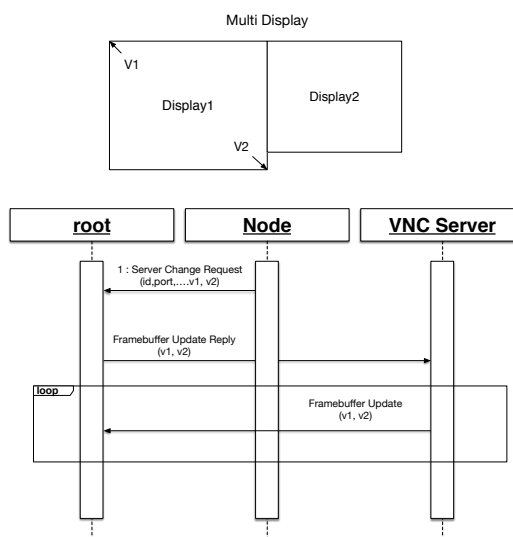 Multi Display
V1
Display1
Display2
V2
root
Node
VNC Server
1 : Server Change Request
(id,port,....v1, v2)
Framebuffer Update Reply
(v1, v2)
loop
Framebuffer Update
(v1, v2)